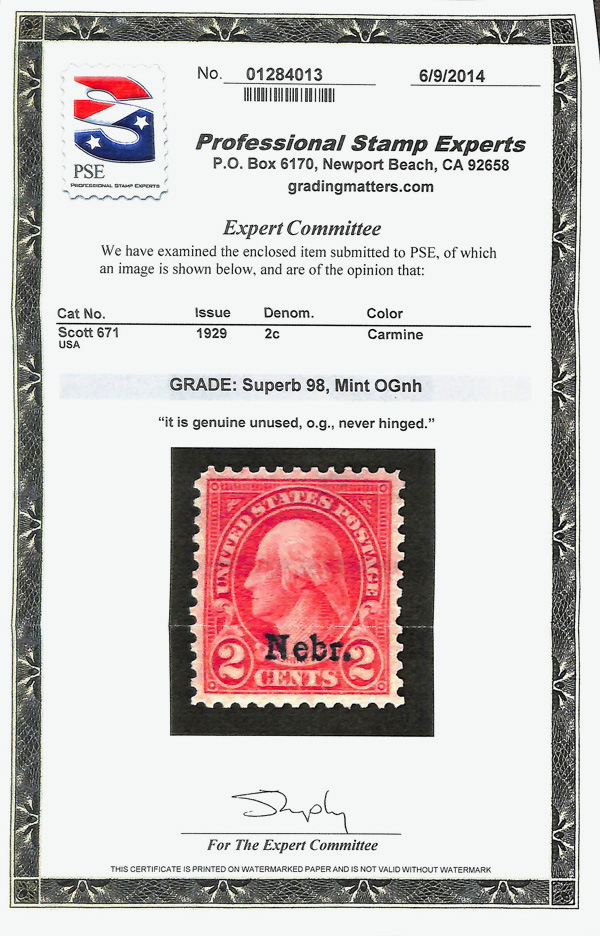 No. 01284013 6/9/2014
PSE
PROFESSIONAL STAMP EXPERTS
Professional Stamp Experts
P.O. Box 6170, Newport Beach, CA 92658
gradingmatters.com
Expert Committee
We have examined the enclosed item submitted to PSE, of which
an image is shown below, and are of the opinion that:
Cat No. Issue Denom. Color
Scott 671 1929 2c Carmine
USA
GRADE: Superb 98, Mint OGnh
“it is genuine unused, o.g., never hinged.”
UNITED STATES POSTAGE
Nebr.
2 CENTS 2
For The Expert Committee
THIS CERTIFICATE IS PRINTED ON WATERMARKED PAPER AND IS NOT VALID WITHOUT WATERMARK